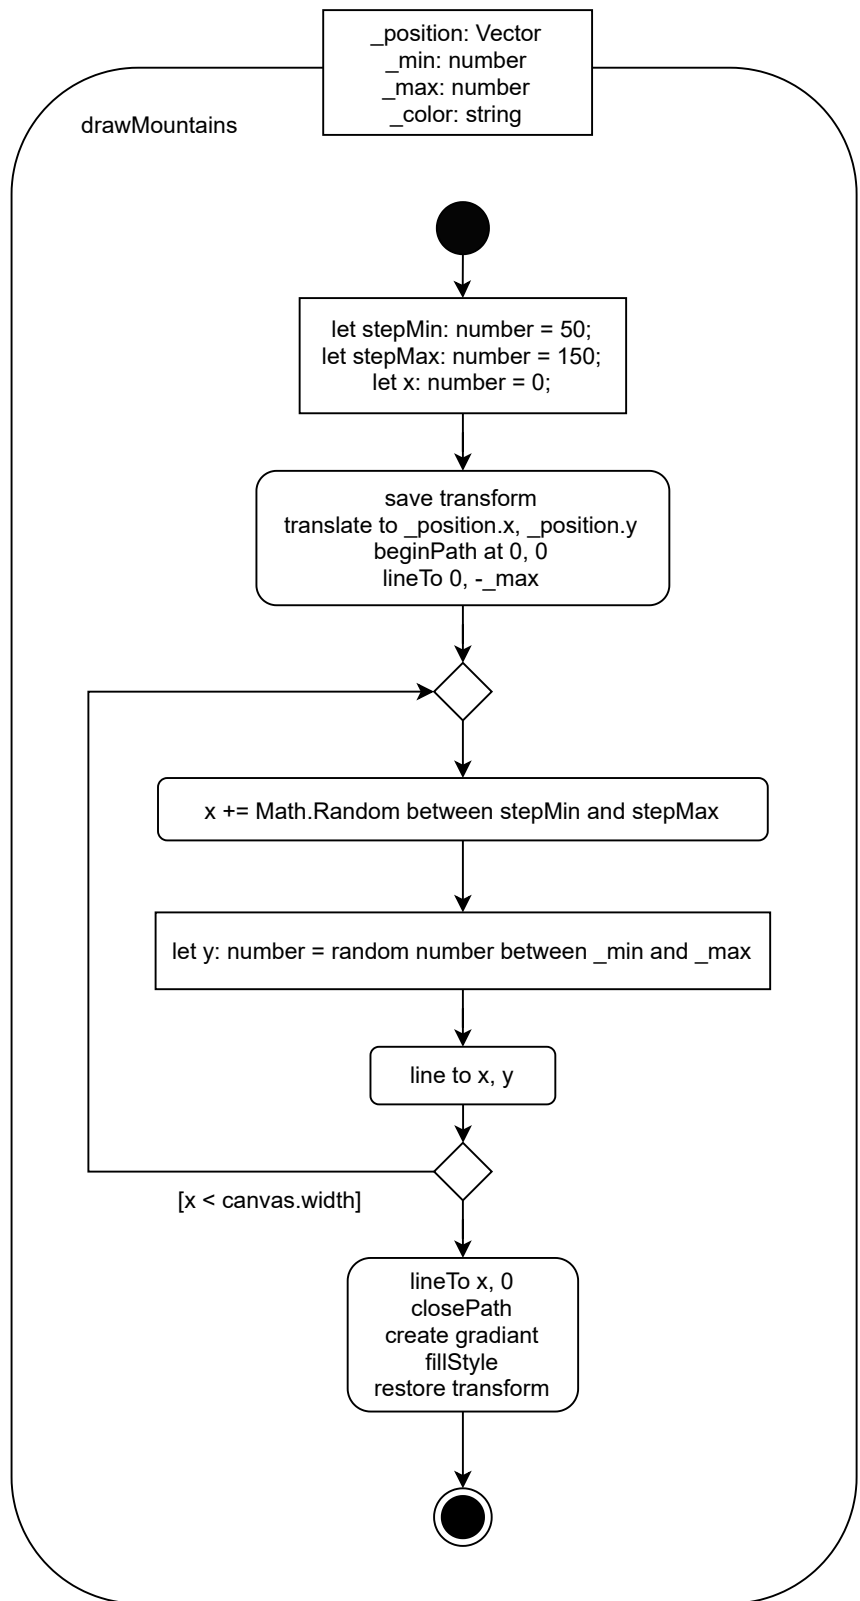 _position: Vector
_min: number
_max: number
_color: string
drawMountains
let stepMin: number = 50;
let stepMax: number = 150;
let x: number = 0;
save transform
translate to _position.x, _position.y
beginPath at 0, 0
lineTo 0, -_max
x += Math.Random between stepMin and stepMax
let y: number = random number between _min and _max
line to x, y
[x < canvas.width]
lineTo x, 0
closePath
create gradiant
fillStyle
restore transform